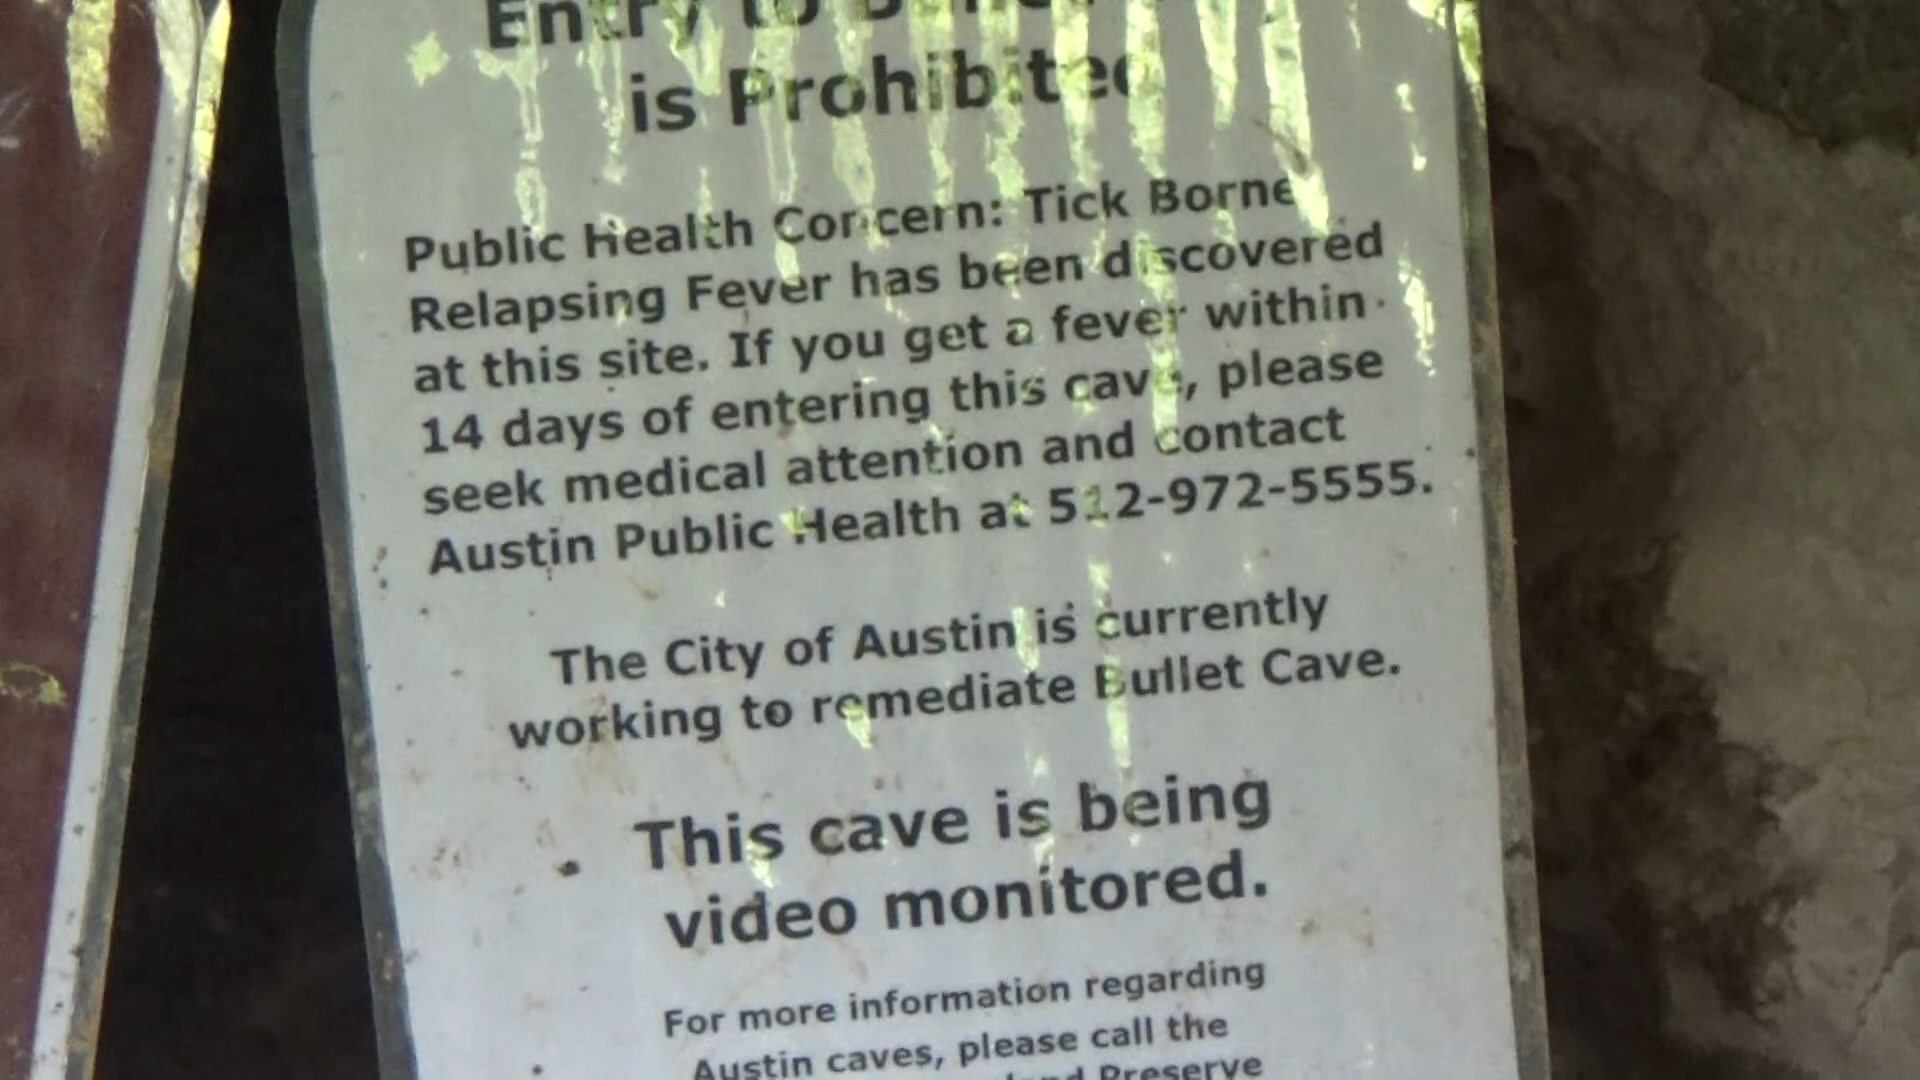 Entry to
is Prohibited
Public Health Concern: Tick Borne
Relapsing Fever has been discovered
at this site. If you get a fever within
14 days of entering this cave, please
seek medical attention and contact
Austin Public Health at 512-972-5555.
The City of Austin is currently
working to remediate Bullet Cave.
This cave is being
video monitored.
For more information regarding
Austin caves, please call the
Preserve